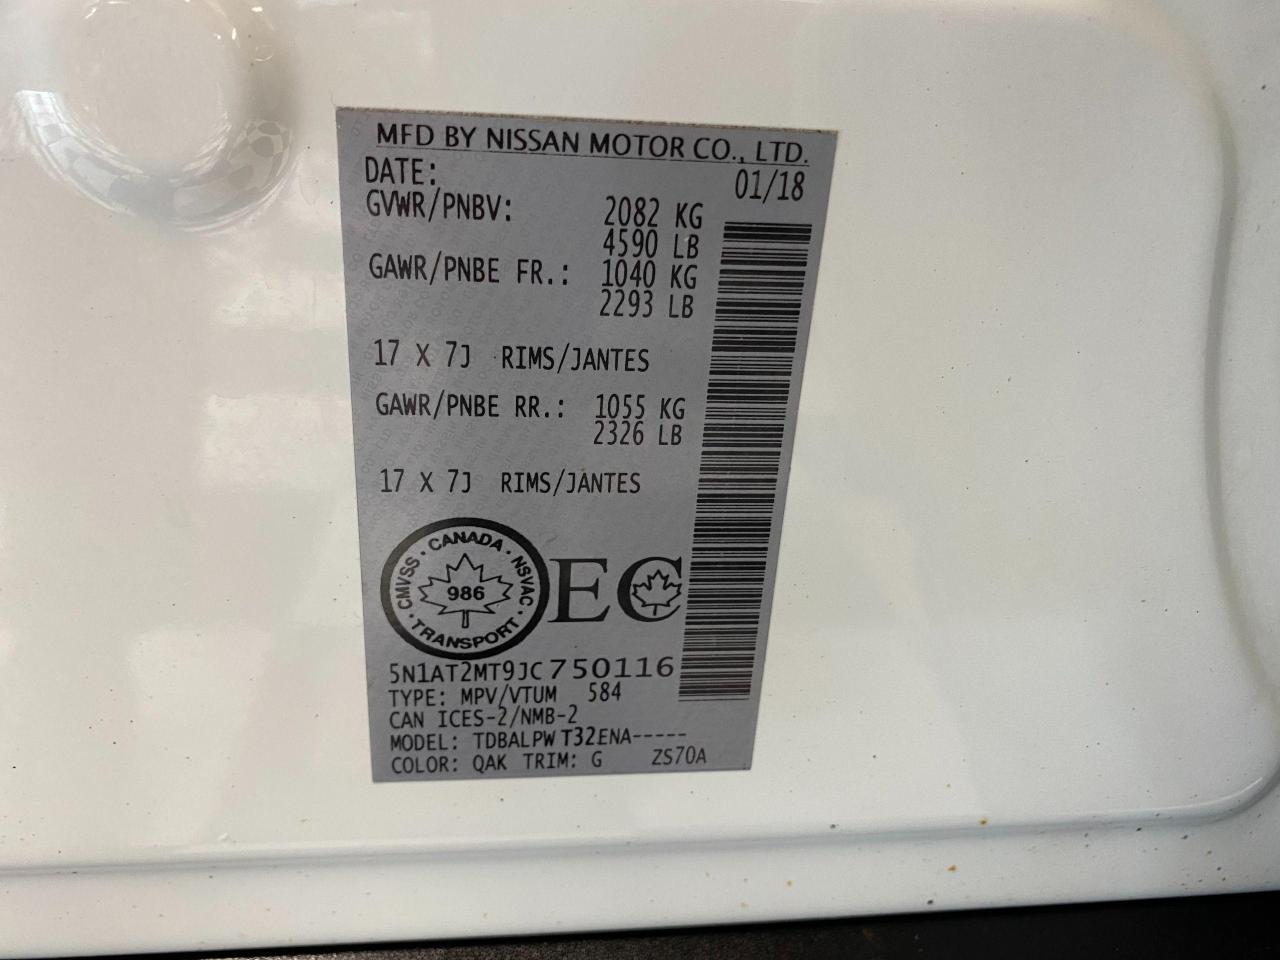 MFD BY NISSAN MOTOR CO., LTD.
DATE: 01/18
GVWR/PNBV: 2082 KG
4590 LB
GAWR/PNBE FR.: 1040 KG
2293 LB
17 X 7J RIMS/JANTES
GAWR/PNBE RR.: 1055 KG
2326 LB
17 X 7J RIMS/JANTES
CMVSS · CANADA · NSVAC · TRANSPORT ·
986
EC
5N1AT2MT9JC750116
TYPE: MPV/VTUM 584
CAN ICES-2/NMB-2
MODEL: TDBALPW T32ENA-----
COLOR: QAK TRIM: G ZS70A